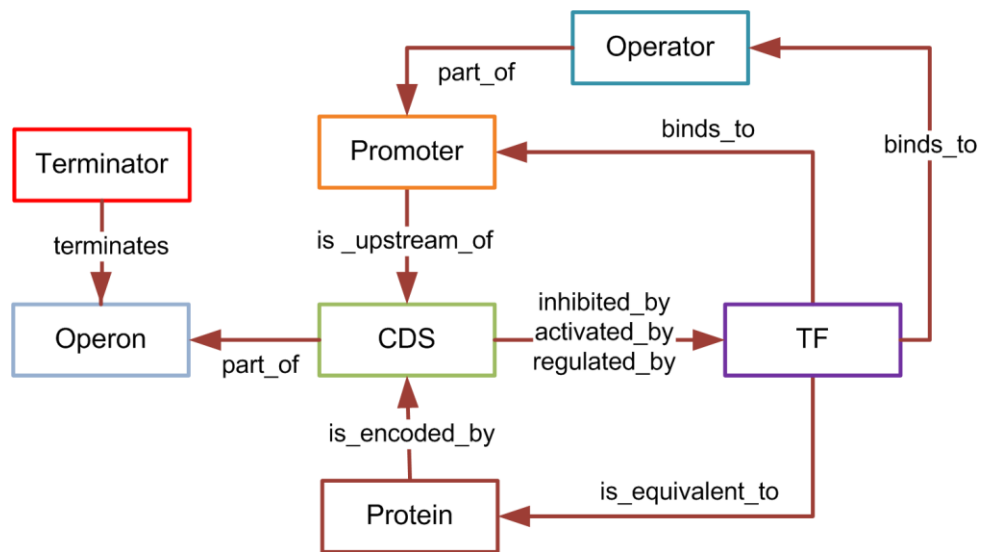 Operator
part_of
Promoter
binds_to
binds_to
Terminator
terminates
is _upstream_of
inhibited_by
activated_by
regulated_by
Operon
CDS
TF
part_of
is_encoded_by
is_equivalent_to
Protein